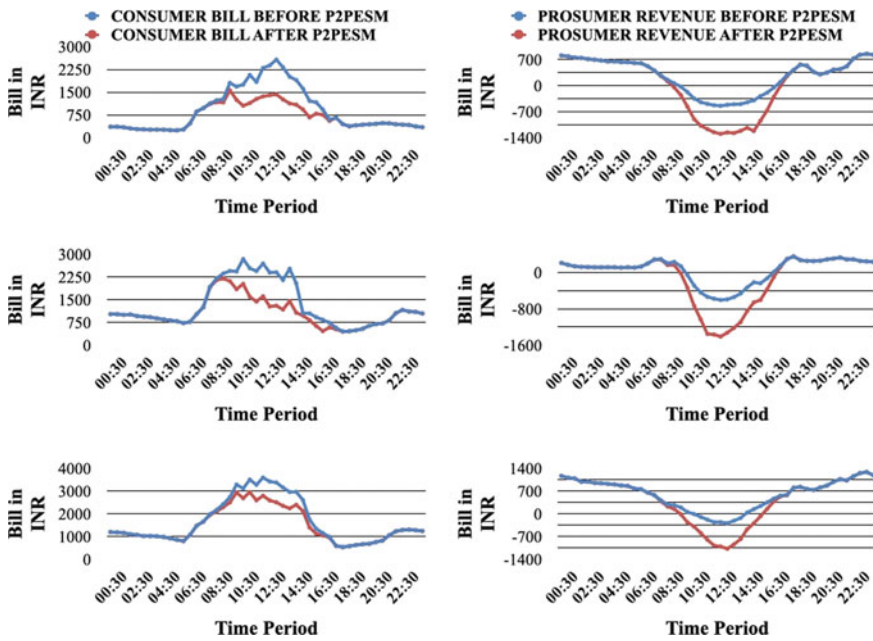 CONSUMER BILL BEFORE P2PESM
CONSUMER BILL AFTER P2PESM
PROSUMER REVENUE BEFORE P2PESM
PROSUMER REVENUE AFTER P2PESM
Bill in
INR
3000
2250
1500
750
0
00:30 02:30 04:30 06:30 08:30 10:30 12:30 14:30 16:30 18:30 20:30 22:30
Time Period
Bill in
INR
700
0
-700
-1400
00:30 02:30 04:30 06:30 08:30 10:30 12:30 14:30 16:30 18:30 20:30 22:30
Time Period
Bill in
INR
3000
2250
1500
750
0
00:30 02:30 04:30 06:30 08:30 10:30 12:30 14:30 16:30 18:30 20:30 22:30
Time Period
Bill in
INR
0
-800
-1600
00:30 02:30 04:30 06:30 08:30 10:30 12:30 14:30 16:30 18:30 20:30 22:30
Time Period
Bill in
INR
4000
3000
2000
1000
0
00:30 02:30 04:30 06:30 08:30 10:30 12:30 14:30 16:30 18:30 20:30 22:30
Time Period
Bill in
INR
1400
700
0
-700
-1400
00:30 02:30 04:30 06:30 08:30 10:30 12:30 14:30 16:30 18:30 20:30 22:30
Time Period